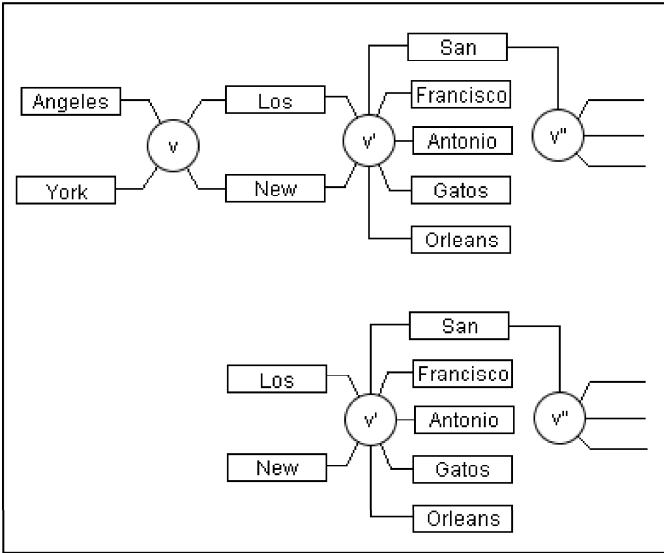 San
Angeles
Los
Francisco
v
v'
Antonio
v"
York
New
Gatos
Orleans
San
Los
Francisco
v'
Antonio
v"
New
Gatos
Orleans